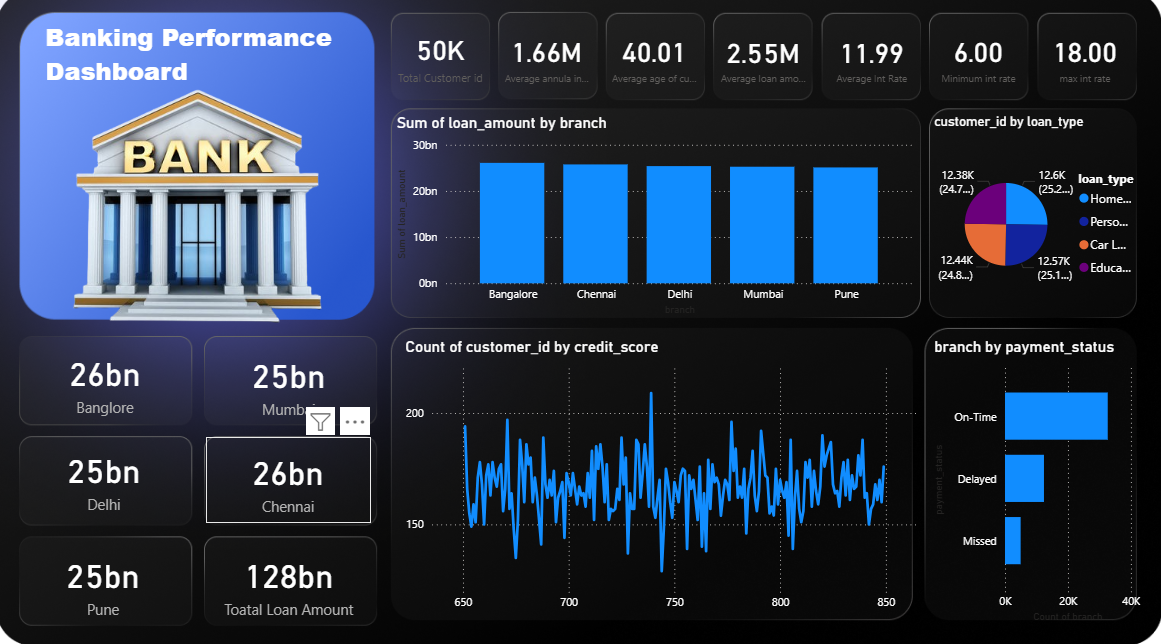 Banking Performance
Dashboard
BANK
50K
Total Customer id
1.66M
Average annula in...
40.01
Average age of cu...
2.55M
Average loan amo...
11.99
Average Int Rate
6.00
Minimum int rate
18.00
max int rate
Sum of loan_amount by branch
Sum of loan_amount
30bn
20bn
10bn
0bn
Bangalore
Chennai
Delhi
Mumbai
Pune
branch
customer_id by loan_type
12.38K
(24.7...)
12.6K
(25.2...)
12.44K
(24.8...)
12.57K
(25.1...)
loan_type
Home...
Perso...
Car L...
Educa...
26bn
Banglore
25bn
Mumb
25bn
Delhi
26bn
Chennai
25bn
Pune
128bn
Toatal Loan Amount
Count of customer_id by credit_score
200
150
650
700
750
800
850
branch by payment_status
payment_status
On-Time
Delayed
Missed
0K
20K
40K
Count of branch